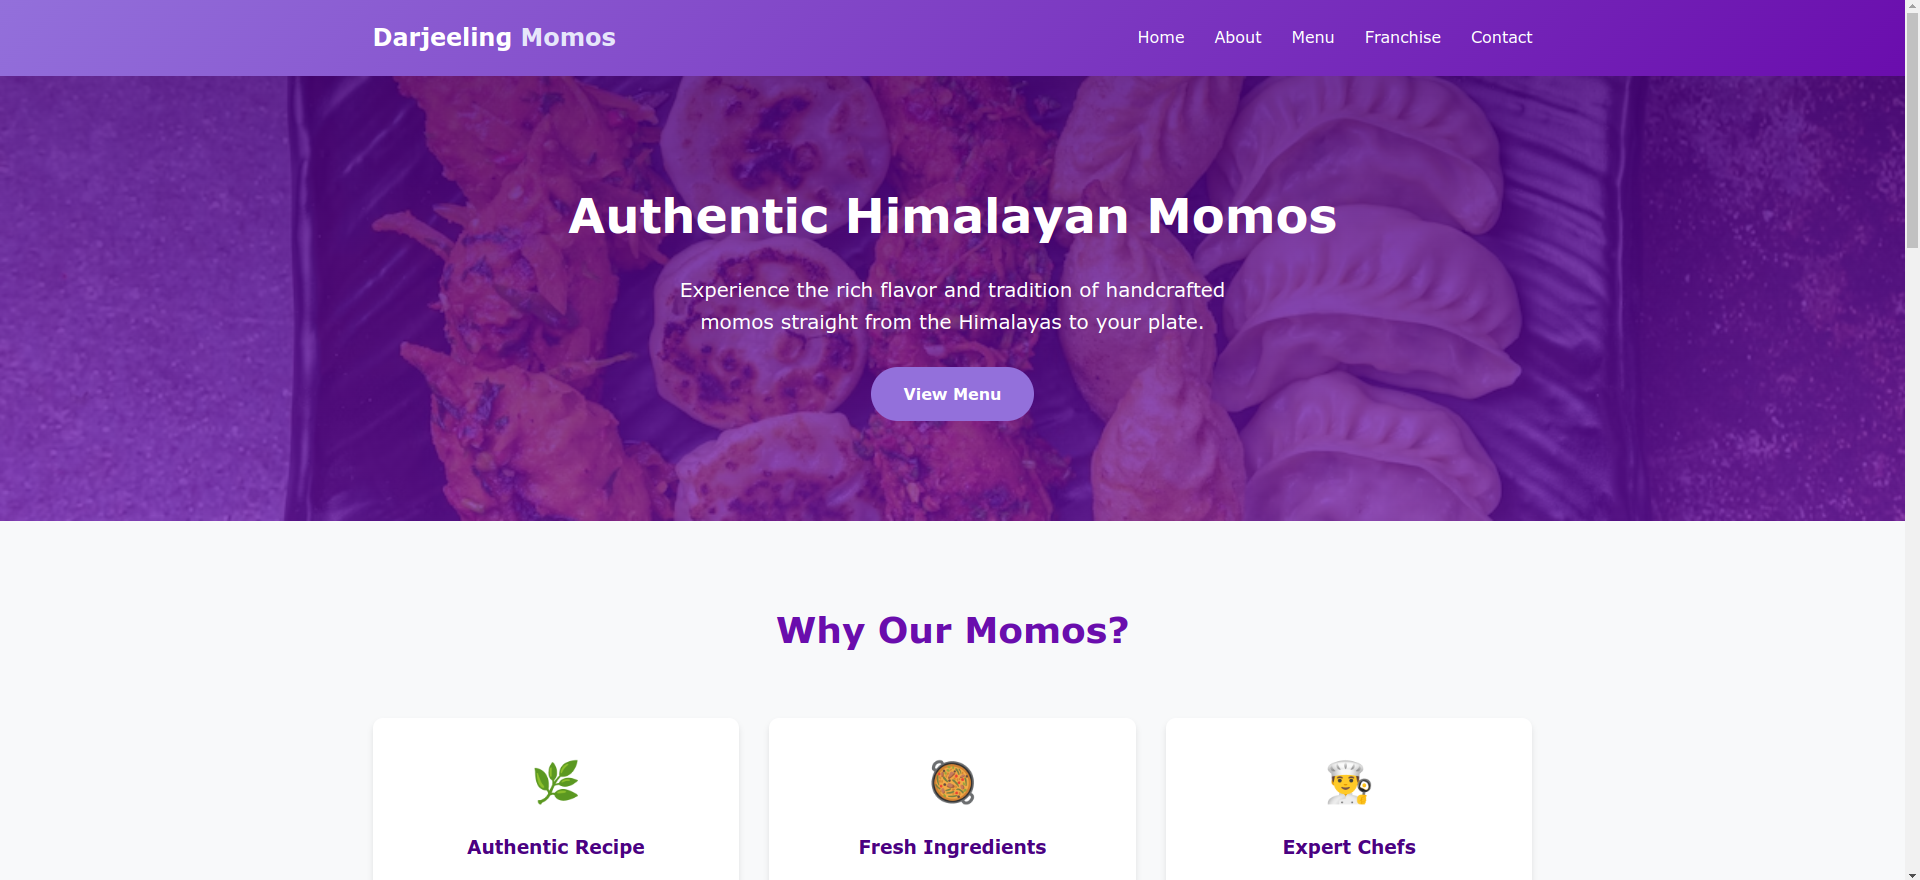 Darjeeling Momos
Home
About
Menu
Franchise
Contact
Authentic Himalayan Momos
Experience the rich flavor and tradition of handcrafted
momos straight from the Himalayas to your plate.
View Menu
Why Our Momos?
Authentic Recipe
Fresh Ingredients
Expert Chefs